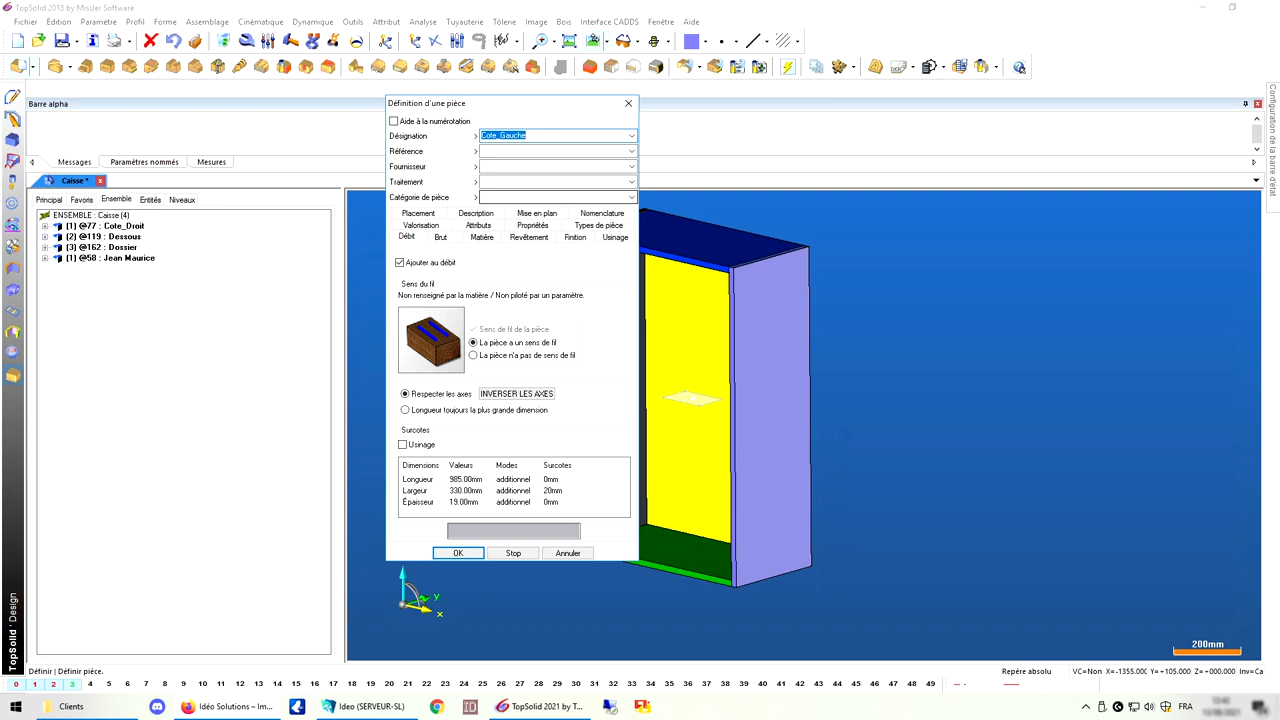 TopSolid 2018 by Missler Software
Fichier Édition Paramètre Profil Forme Assemblage Cinématique Dynamique Outils Attribut Analyse Tuyauterie Tôlerie Image Bois Interface CADDS Fenêtre Aide
Barre alpha
Messages Paramètres nommés Mesures
Caisse *
Principal Favoris Ensemble Entités Niveaux
ENSEMBLE : Caisse (4)
(1) @77 : Cote_Droit
(2) @119 : Dessous
(3) @162 : Dossier
(1) @58 : Jean Maurice
Définition d'une pièce
Aide à la numérotation
Désignation > Cote_Gauche
Référence >
Fournisseur >
Traitement >
Catégorie de pièce >
Placement Description Mise en plan Nomenclature
Valorisation Attributs Propriétés Types de pièce
Débit Brut Matière Revêtement Finition Usinage
Ajouter au débit
Sens du fil
Non renseigné par la matière / Non piloté par un paramètre.
Sens de fil de la pièce
La pièce a un sens de fil
La pièce n'a pas de sens de fil
Respecter les axes INVERSER LES AXES
Longueur toujours la plus grande dimension
Surcotes
Usinage
Dimensions Valeurs Modes Surcotes
Longueur 985.00mm additionnel 0mm
Largeur 330.00mm additionnel 20mm
Épaisseur 19.00mm additionnel 0mm
OK Stop Annuler
y
x
200mm
Configuration de la barre d'état
TopSolid'Design
Définir | Définir pièce.
Repère absolu VC=Non X=-1355.000 Y=+105.000 Z=+000.000 Inv=Ca
0 1 2 3 4 5 6 7 8 9 10 11 12 13 14 15 16 17 18 19 20 21 22 23 24 25 26 27 28 29 30 31 32 33 34 35 36 37 38 39 40 41 42 43 44 45 46 47 48 49
Clients
Idéo Solutions – Im...
Ideo (SERVEUR-SL)
TopSolid 2021 by T...
FRA